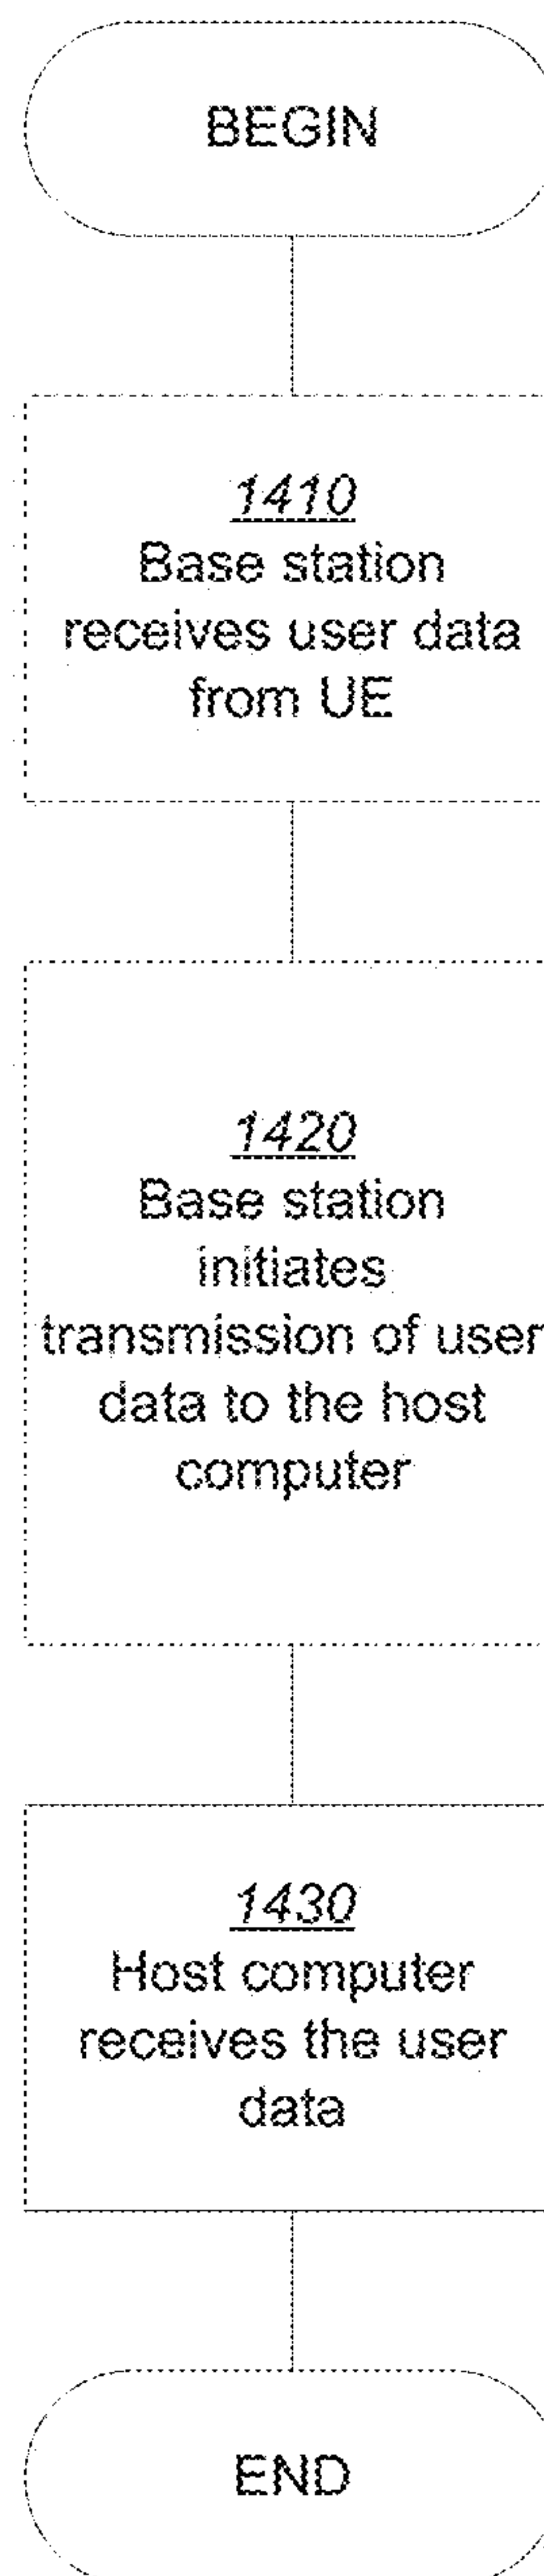 BEGIN
1410
Base station
receives user data
from UE
1420
Base station
initiates
transmission of user
data to the host
computer
1430
Host computer
receives the user
data
END